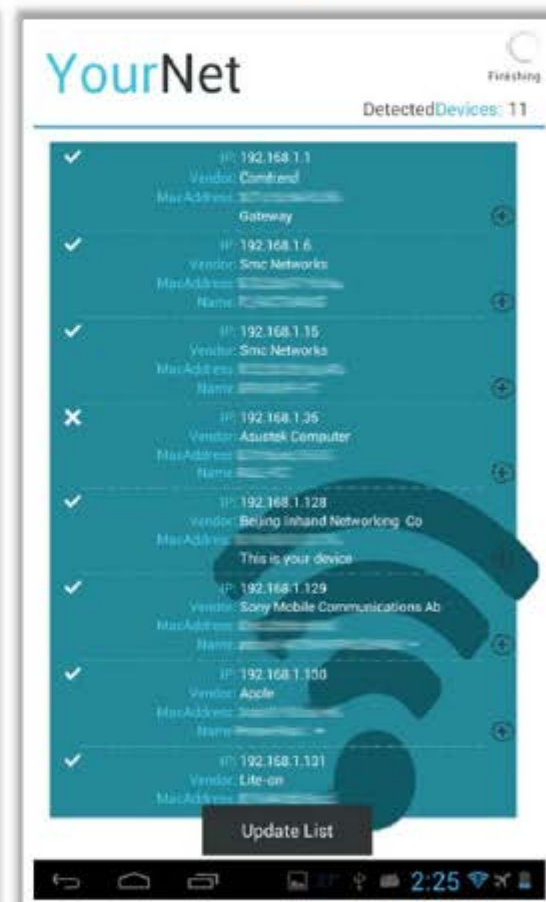 YourNet
Finishing
DetectedDevices: 11
IP: 192.168.1.1
Vendor: Comtrend
MacAddress:
Gateway
IP: 192.168.1.6
Vendor: Smc Networks
MacAddress:
Name:
IP: 192.168.1.15
Vendor: Smc Networks
MacAddress:
Name:
IP: 192.168.1.35
Vendor: Asustek Computer
MacAddress:
Name:
IP: 192.168.1.128
Vendor: Beijing Inhand Networking Co
MacAddress:
This is your device
IP: 192.168.1.129
Vendor: Sony Mobile Communications Ab
MacAddress:
Name:
IP: 192.168.1.130
Vendor: Apple
MacAddress:
Name:
IP: 192.168.1.131
Vendor: Lite-on
MacAddress:
Update List
2:25